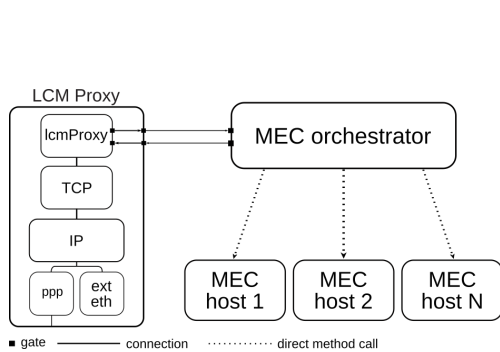 LCM Proxy
lcmProxy
MEC orchestrator
TCP
IP
ppp
ext
eth
MEC
host 1
MEC
host 2
MEC
host N
gate
connection
direct method call